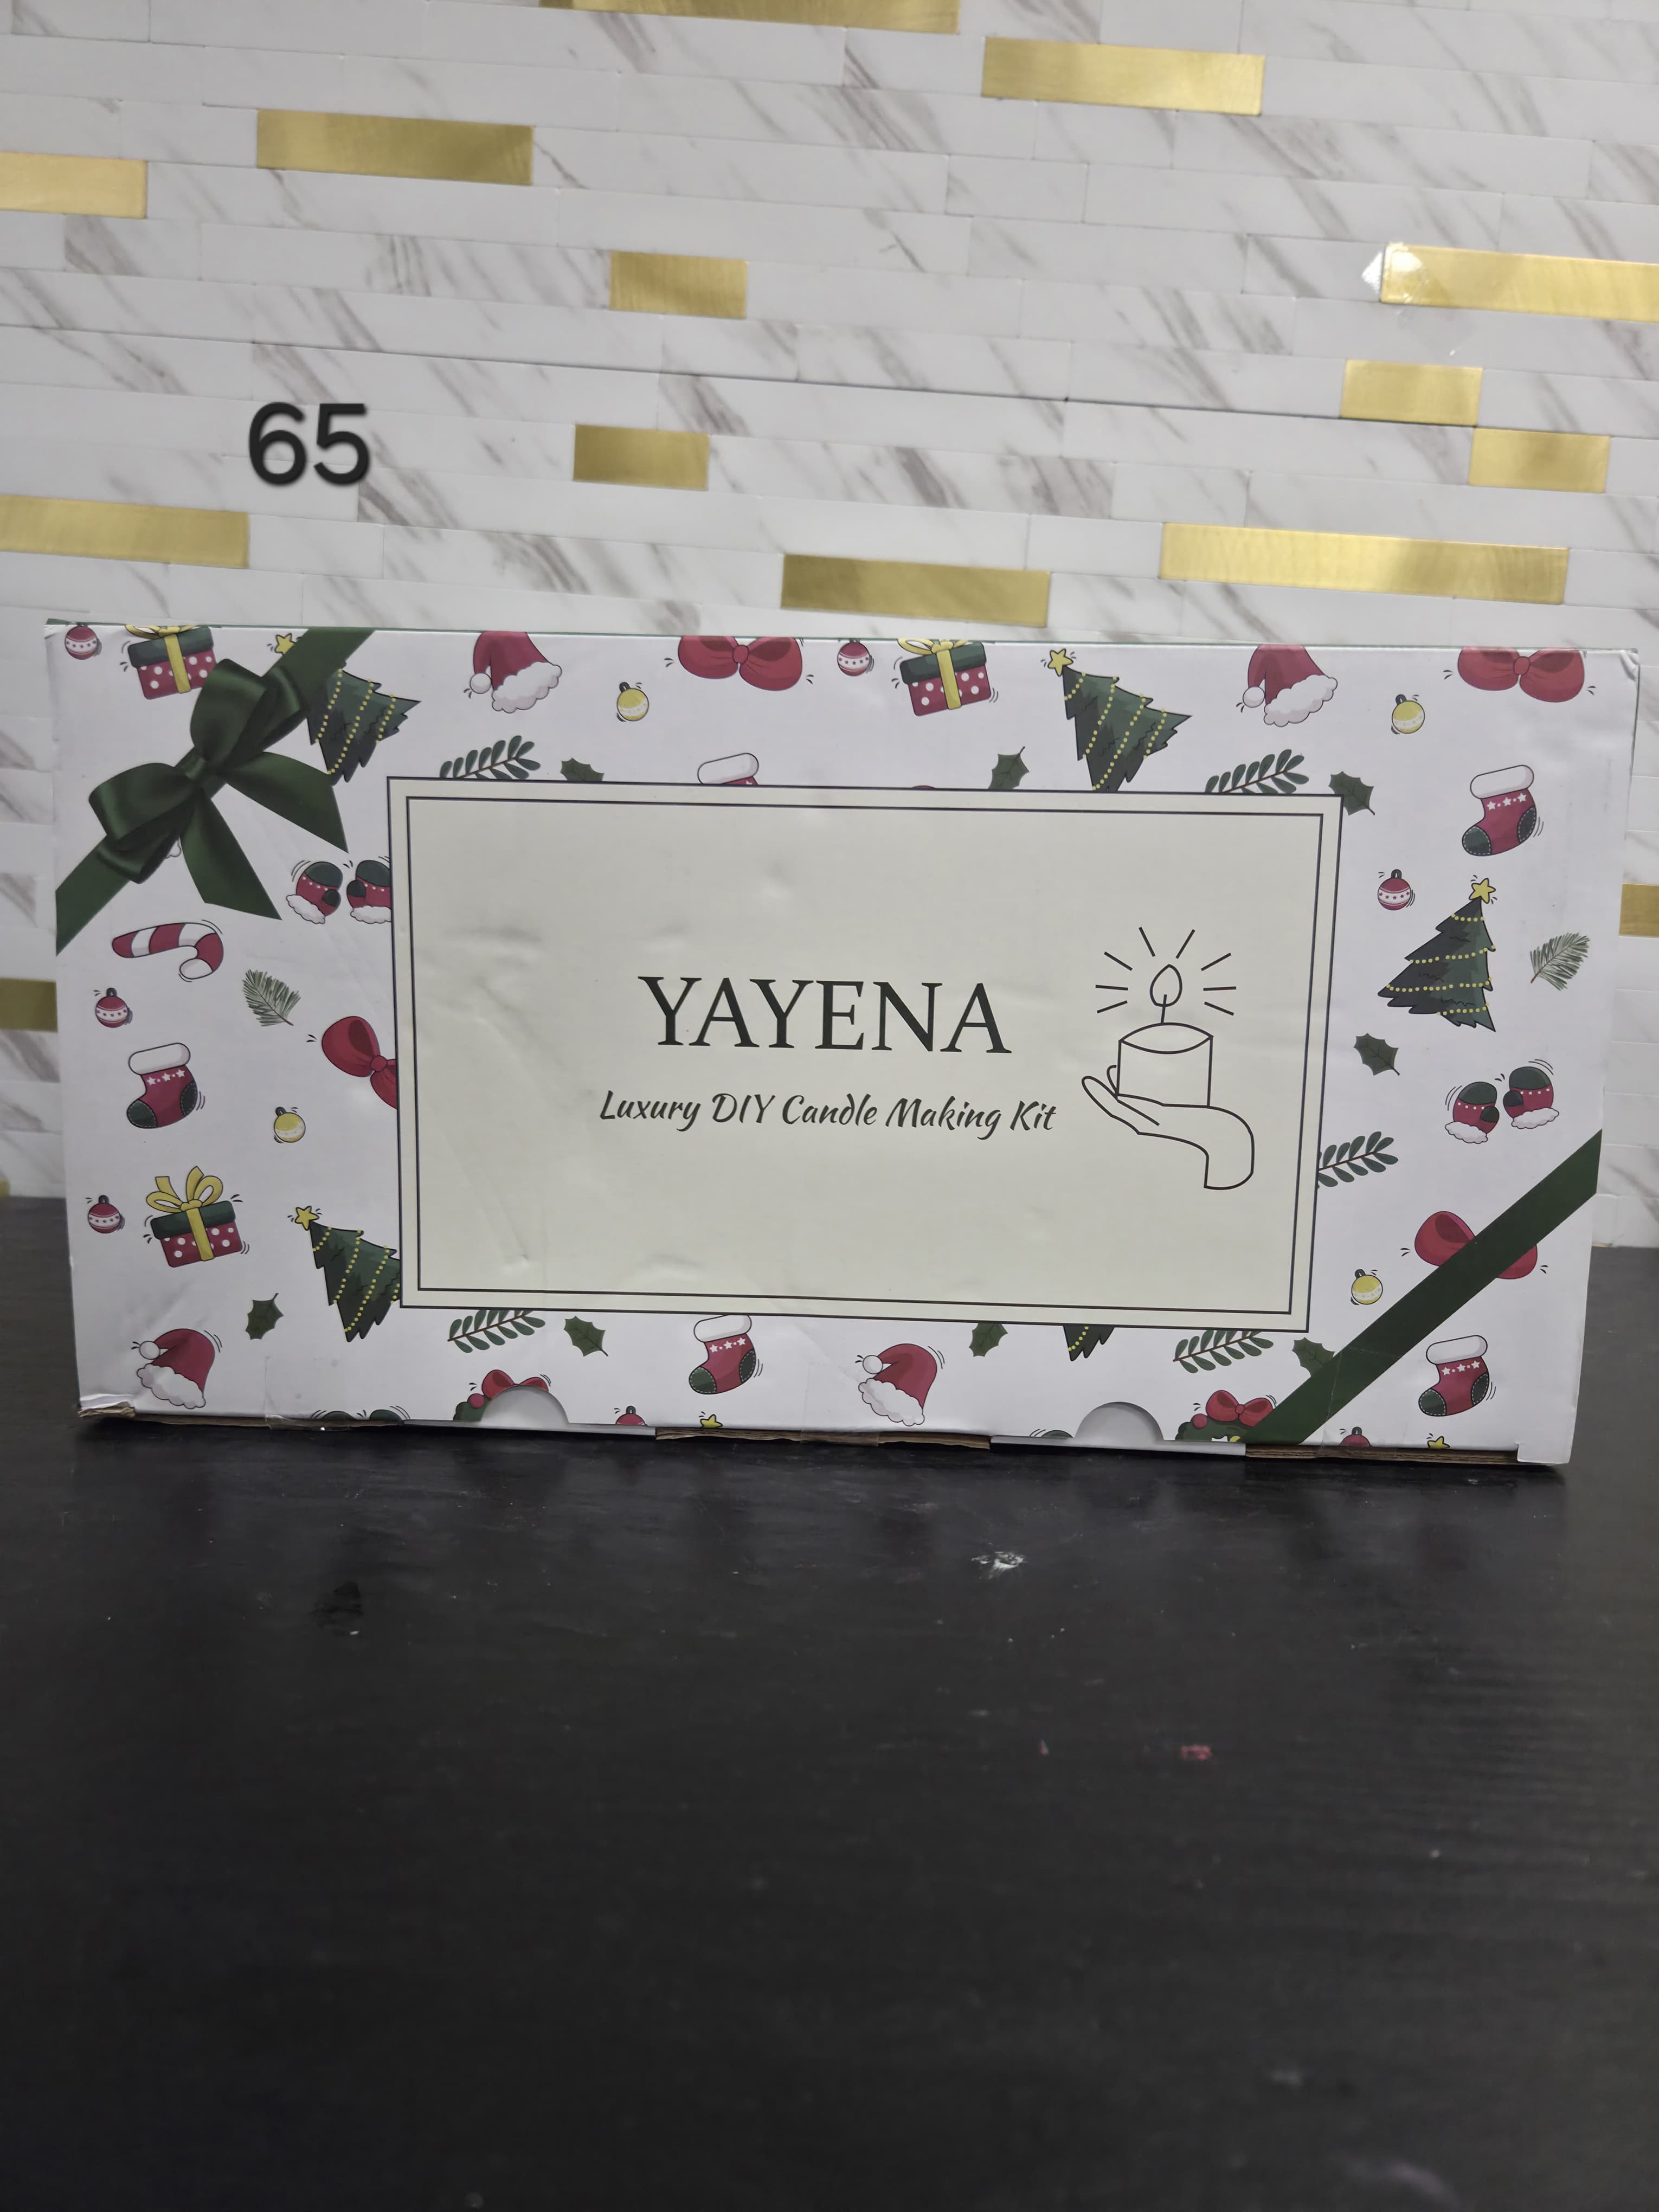 65
YAYENA
Luxury DIY Candle Making Kit